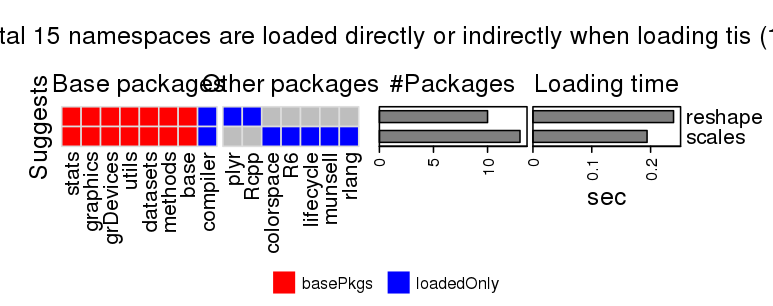 tal 15 namespaces are loaded directly or indirectly when loading tis (
Base packages
Other packages
#Packages
Loading time
Suggests
reshape
scales
stats
graphics
grDevices
utils
datasets
methods
base
compiler
plyr
Rcpp
colorspace
R6
lifecycle
munsell
rlang
0
5
10
0
0.1
0.2
sec
basePkgs
loadedOnly